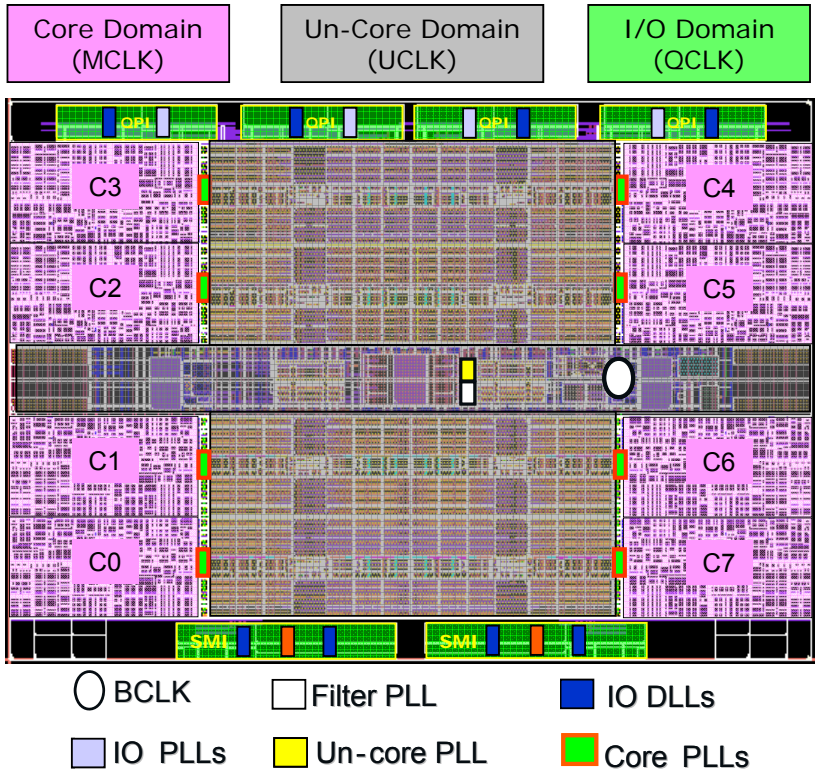 Core Domain
(MCLK)
Un-Core Domain
(UCLK)
I/O Domain
(QCLK)
QPI QPI QPI QPI
C3 C4
C2 C5
C1 C6
C0 C7
SMI SMI
BCLK Filter PLL IO DLLs
IO PLLs Un-core PLL Core PLLs